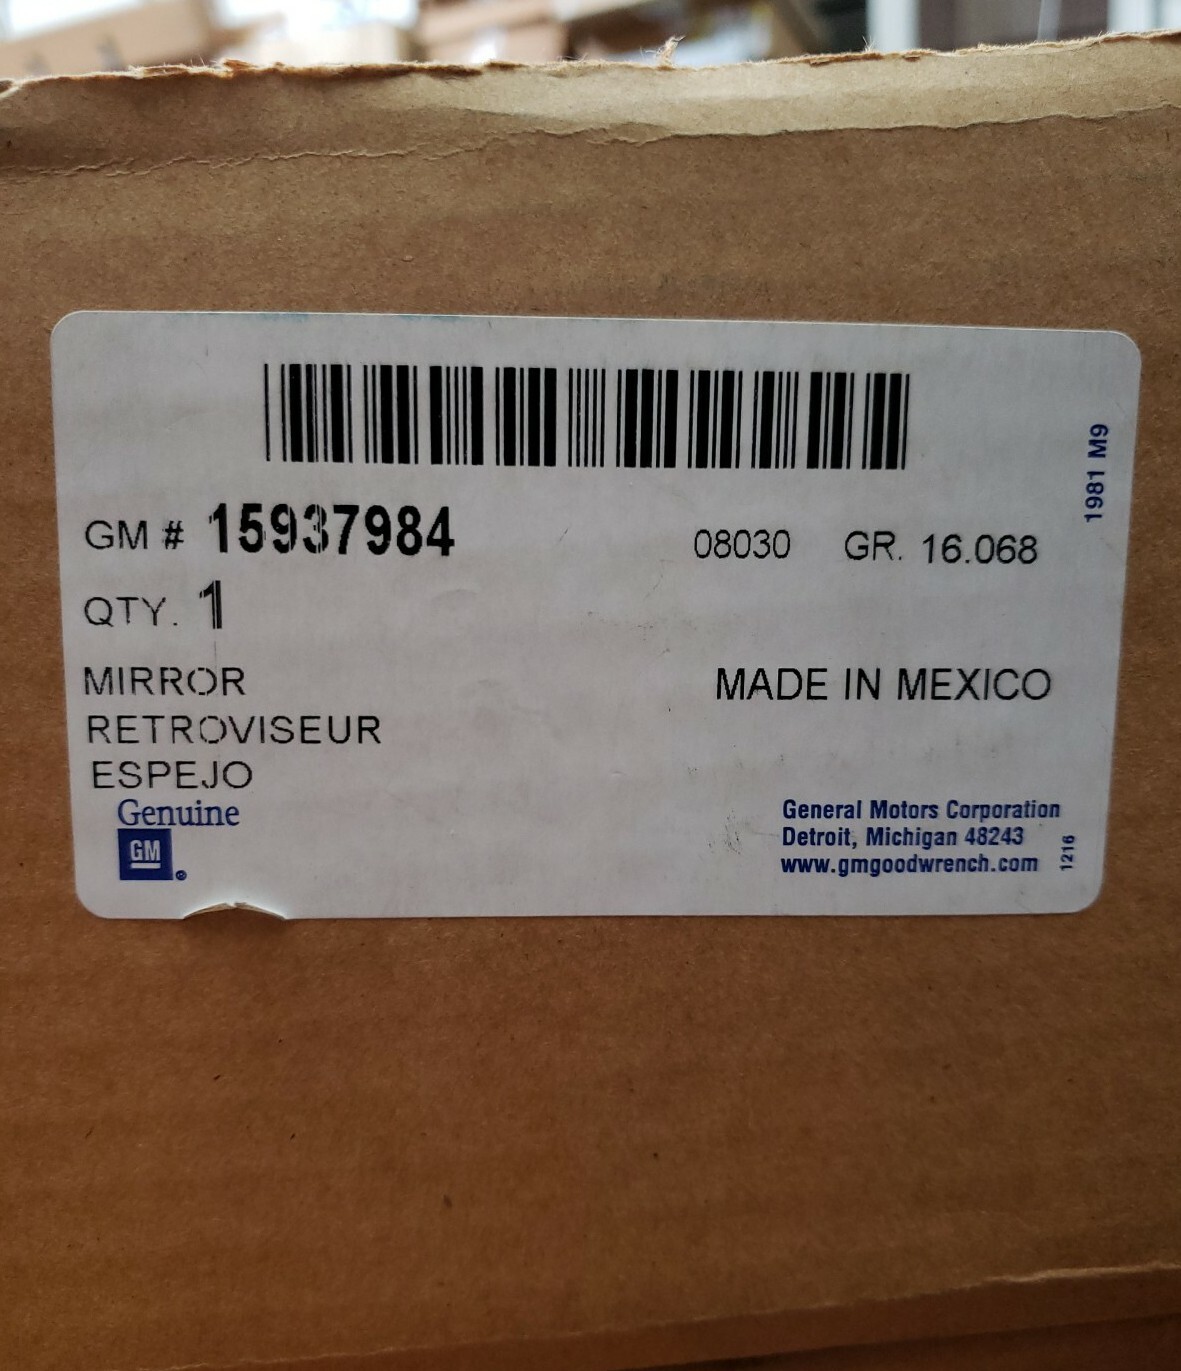 1981 M9
GM # 15937984 08030 GR. 16.068
QTY. 1
MIRROR MADE IN MEXICO
RETROVISEUR
ESPEJO
Genuine
GM ®
General Motors Corporation
Detroit, Michigan 48243
www.gmgoodwrench.com
1216